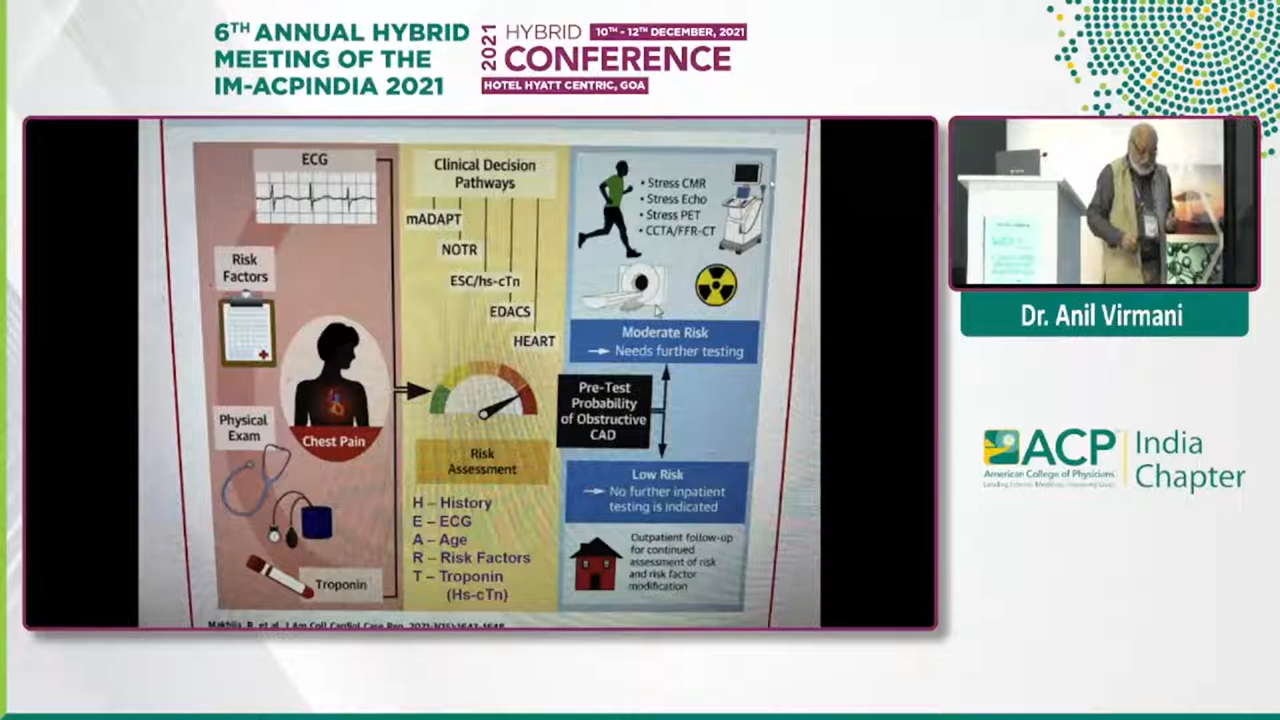 6TH ANNUAL HYBRID
MEETING OF THE
IM-ACPINDIA 2021
2021
HYBRID
10TH - 12TH DECEMBER, 2021
CONFERENCE
HOTEL HYATT CENTRIC, GOA
ECG
Risk
Factors
Physical
Exam
Chest Pain
Troponin
Clinical Decision
Pathways
mADAPT
NOTR
ESC/hs-cTn
EDACS
HEART
Risk
Assessment
H – History
E – ECG
A – Age
R – Risk Factors
T – Troponin
(Hs-cTn)
• Stress CMR
• Stress Echo
• Stress PET
• CCTA/FFR-CT
Moderate Risk
→ Needs further testing
Pre-Test
Probability
of Obstructive
CAD
Low Risk
→ No further inpatient
testing is indicated
Outpatient follow-up
for continued
assessment of risk
and risk factor
modification
Dr. Anil Virmani
ACP
American College of Physicians
India
Chapter